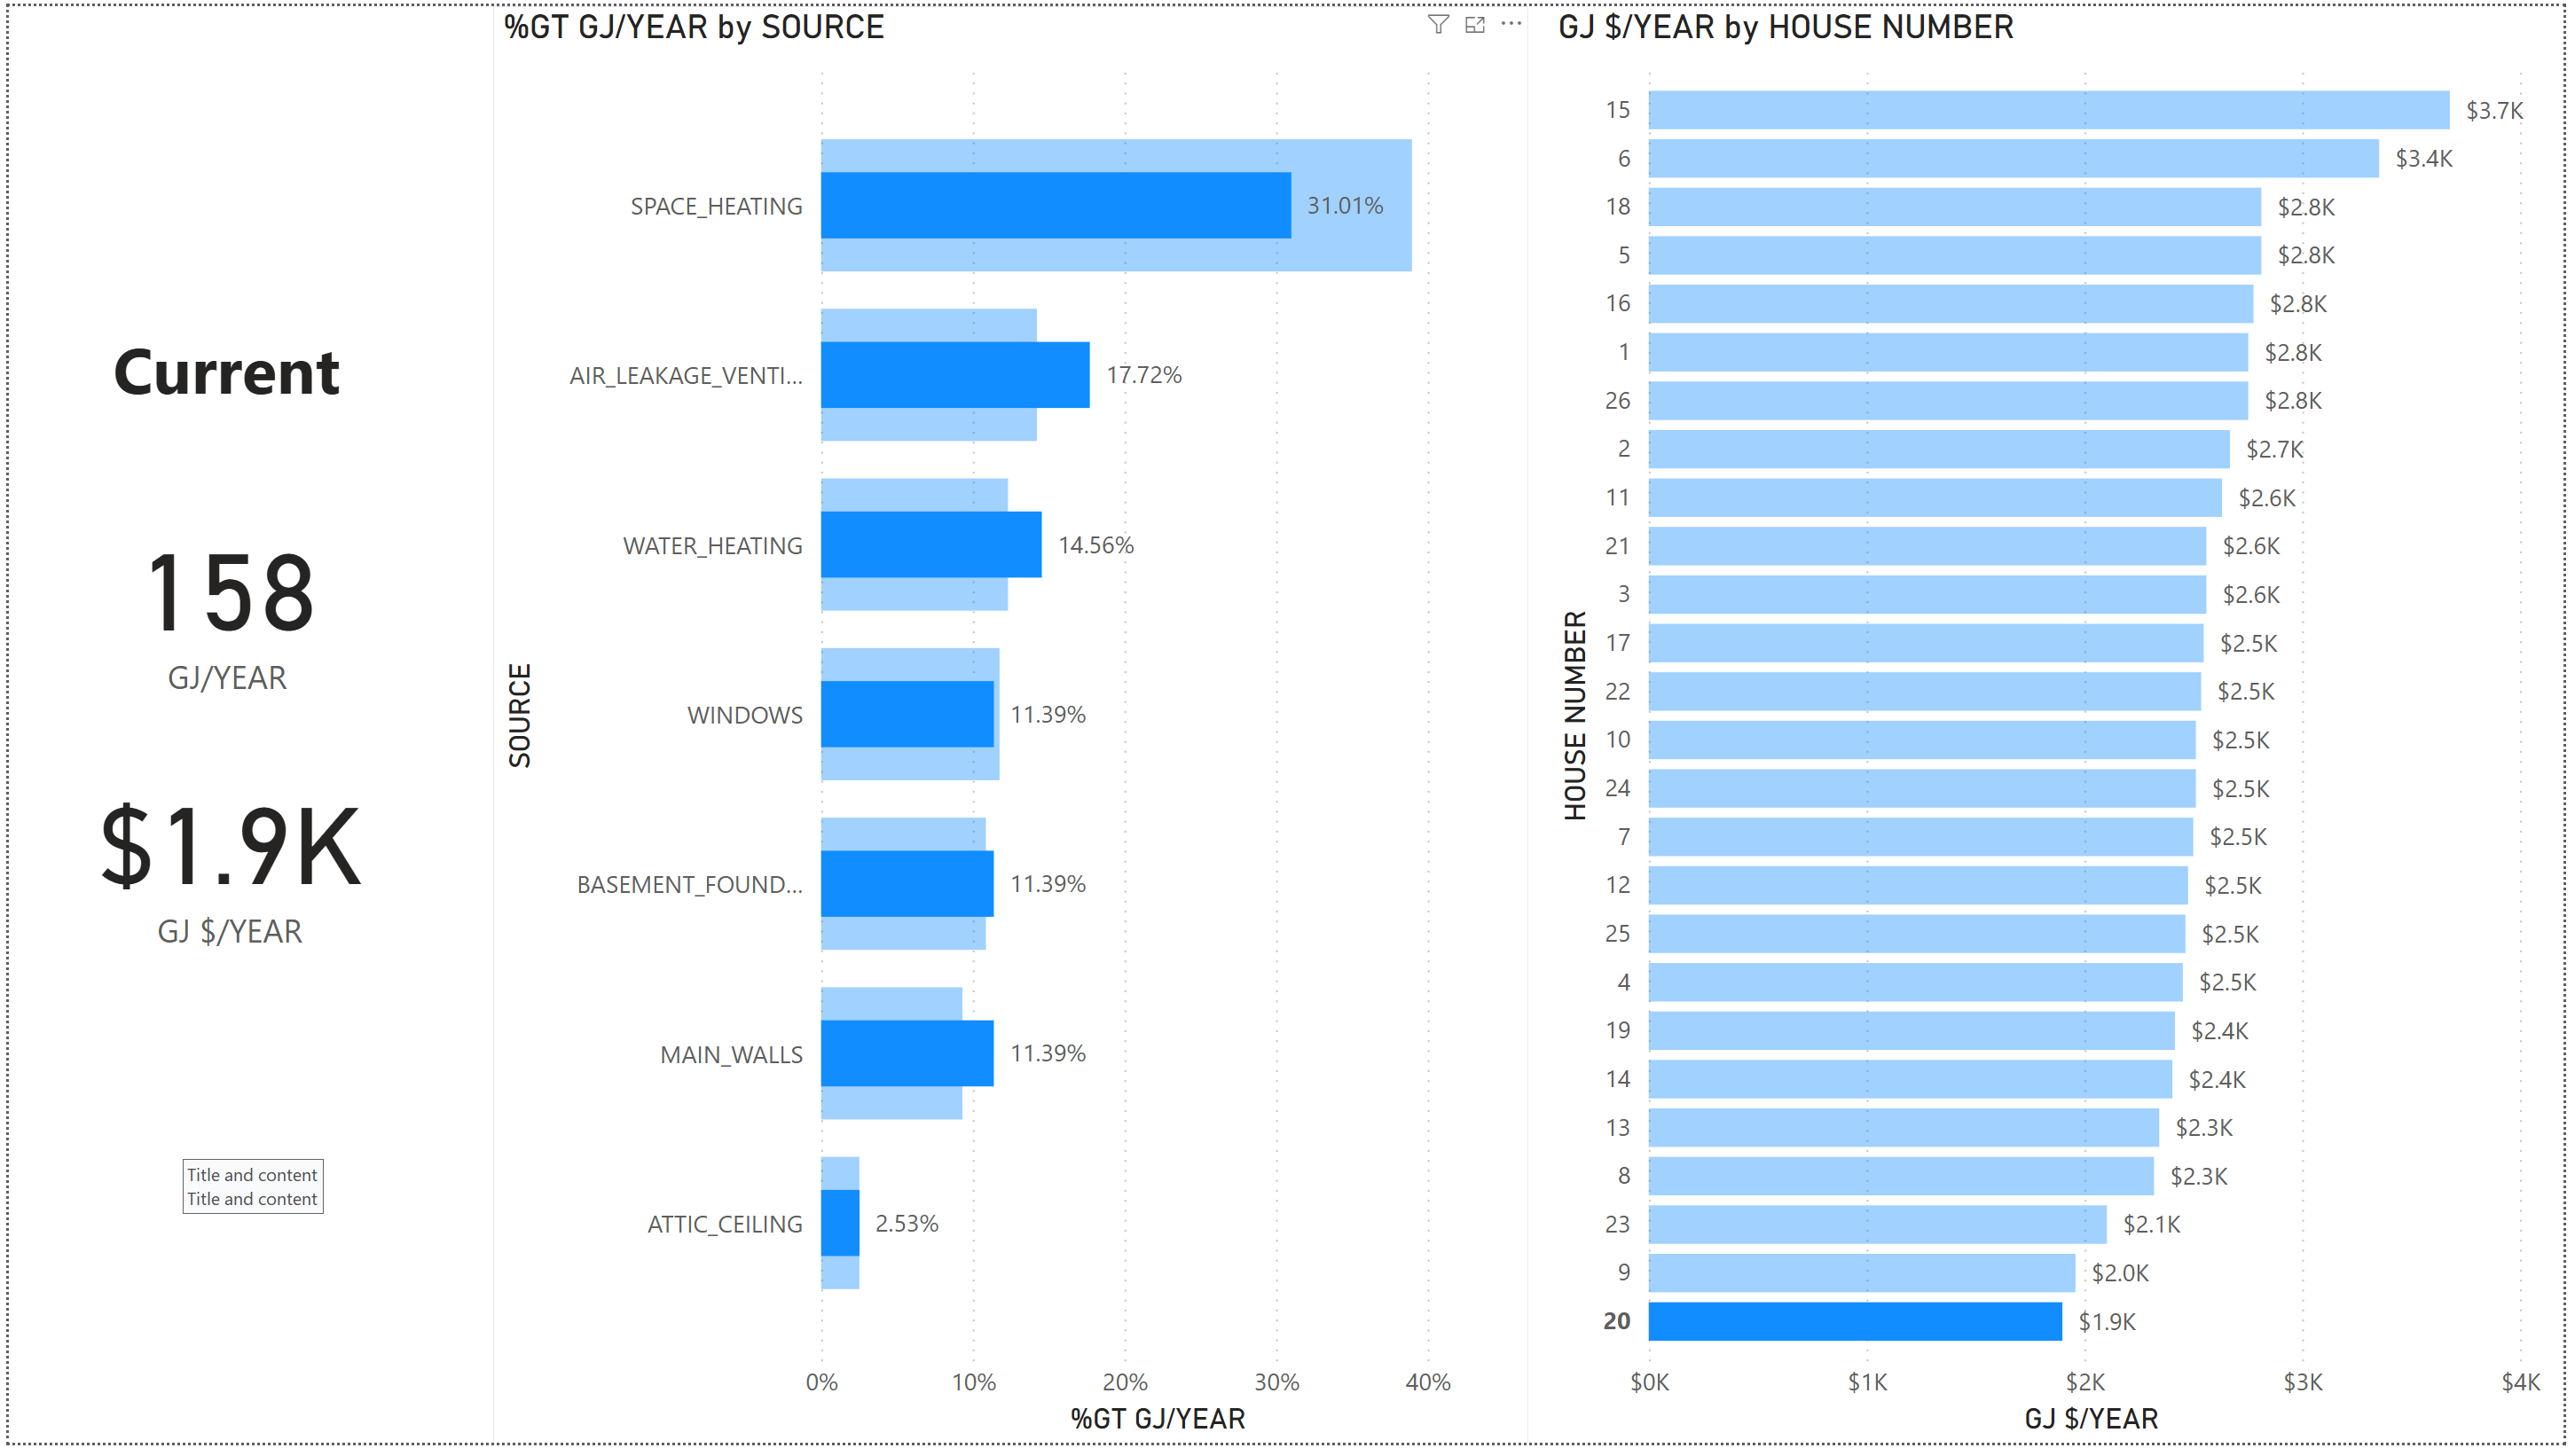 Current
158
GJ/YEAR
$1.9K
GJ $/YEAR
Title and content
Title and content
%GT GJ/YEAR by SOURCE
SOURCE
SPACE_HEATING 31.01%
AIR_LEAKAGE_VENTI... 17.72%
WATER_HEATING 14.56%
WINDOWS 11.39%
BASEMENT_FOUND... 11.39%
MAIN_WALLS 11.39%
ATTIC_CEILING 2.53%
0% 10% 20% 30% 40%
%GT GJ/YEAR
GJ $/YEAR by HOUSE NUMBER
HOUSE NUMBER
15 $3.7K
6 $3.4K
18 $2.8K
5 $2.8K
16 $2.8K
1 $2.8K
26 $2.8K
2 $2.7K
11 $2.6K
21 $2.6K
3 $2.6K
17 $2.5K
22 $2.5K
10 $2.5K
24 $2.5K
7 $2.5K
12 $2.5K
25 $2.5K
4 $2.5K
19 $2.4K
14 $2.4K
13 $2.3K
8 $2.3K
23 $2.1K
9 $2.0K
20 $1.9K
$0K $1K $2K $3K $4K
GJ $/YEAR